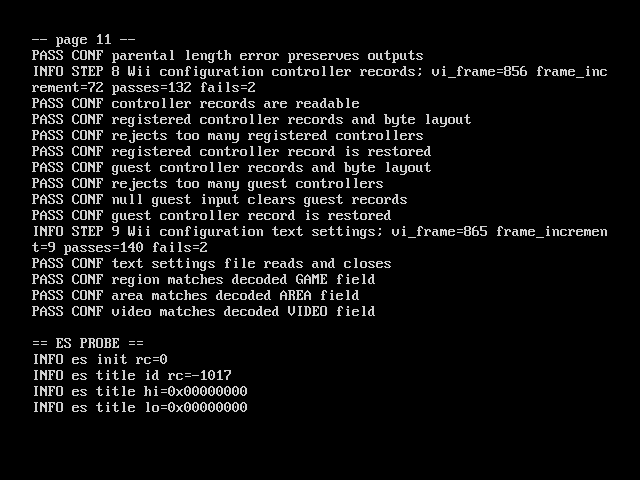 -- page 11 --
PASS CONF parental length error preserves outputs
INFO STEP 8 Wii configuration controller records; vi_frame=856 frame_inc
rement=72 passes=132 fails=2
PASS CONF controller records are readable
PASS CONF registered controller records and byte layout
PASS CONF rejects too many registered controllers
PASS CONF registered controller record is restored
PASS CONF guest controller records and byte layout
PASS CONF rejects too many guest controllers
PASS CONF null guest input clears guest records
PASS CONF guest controller record is restored
INFO STEP 9 Wii configuration text settings; vi_frame=865 frame_incremen
t=9 passes=140 fails=2
PASS CONF text settings file reads and closes
PASS CONF region matches decoded GAME field
PASS CONF area matches decoded AREA field
PASS CONF video matches decoded VIDEO field
== ES PROBE ==
INFO es init rc=0
INFO es title id rc=-1017
INFO es title hi=0x00000000
INFO es title lo=0x00000000